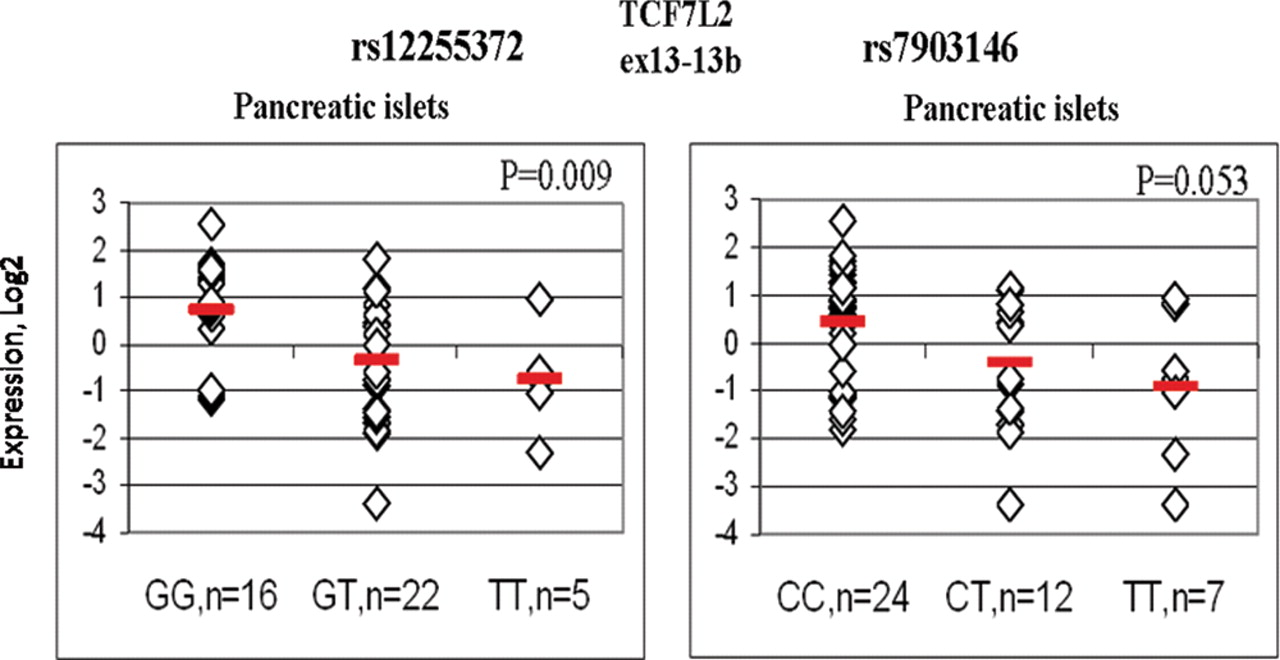 TCF7L2
ex13-13b
rs12255372
rs7903146
Pancreatic islets
Pancreatic islets
Expression, Log2
P=0.009
3
2
1
0
-1
-2
-3
-4
GG,n=16 GT,n=22 TT,n=5
P=0.053
3
2
1
0
-1
-2
-3
-4
CC,n=24 CT,n=12 TT,n=7